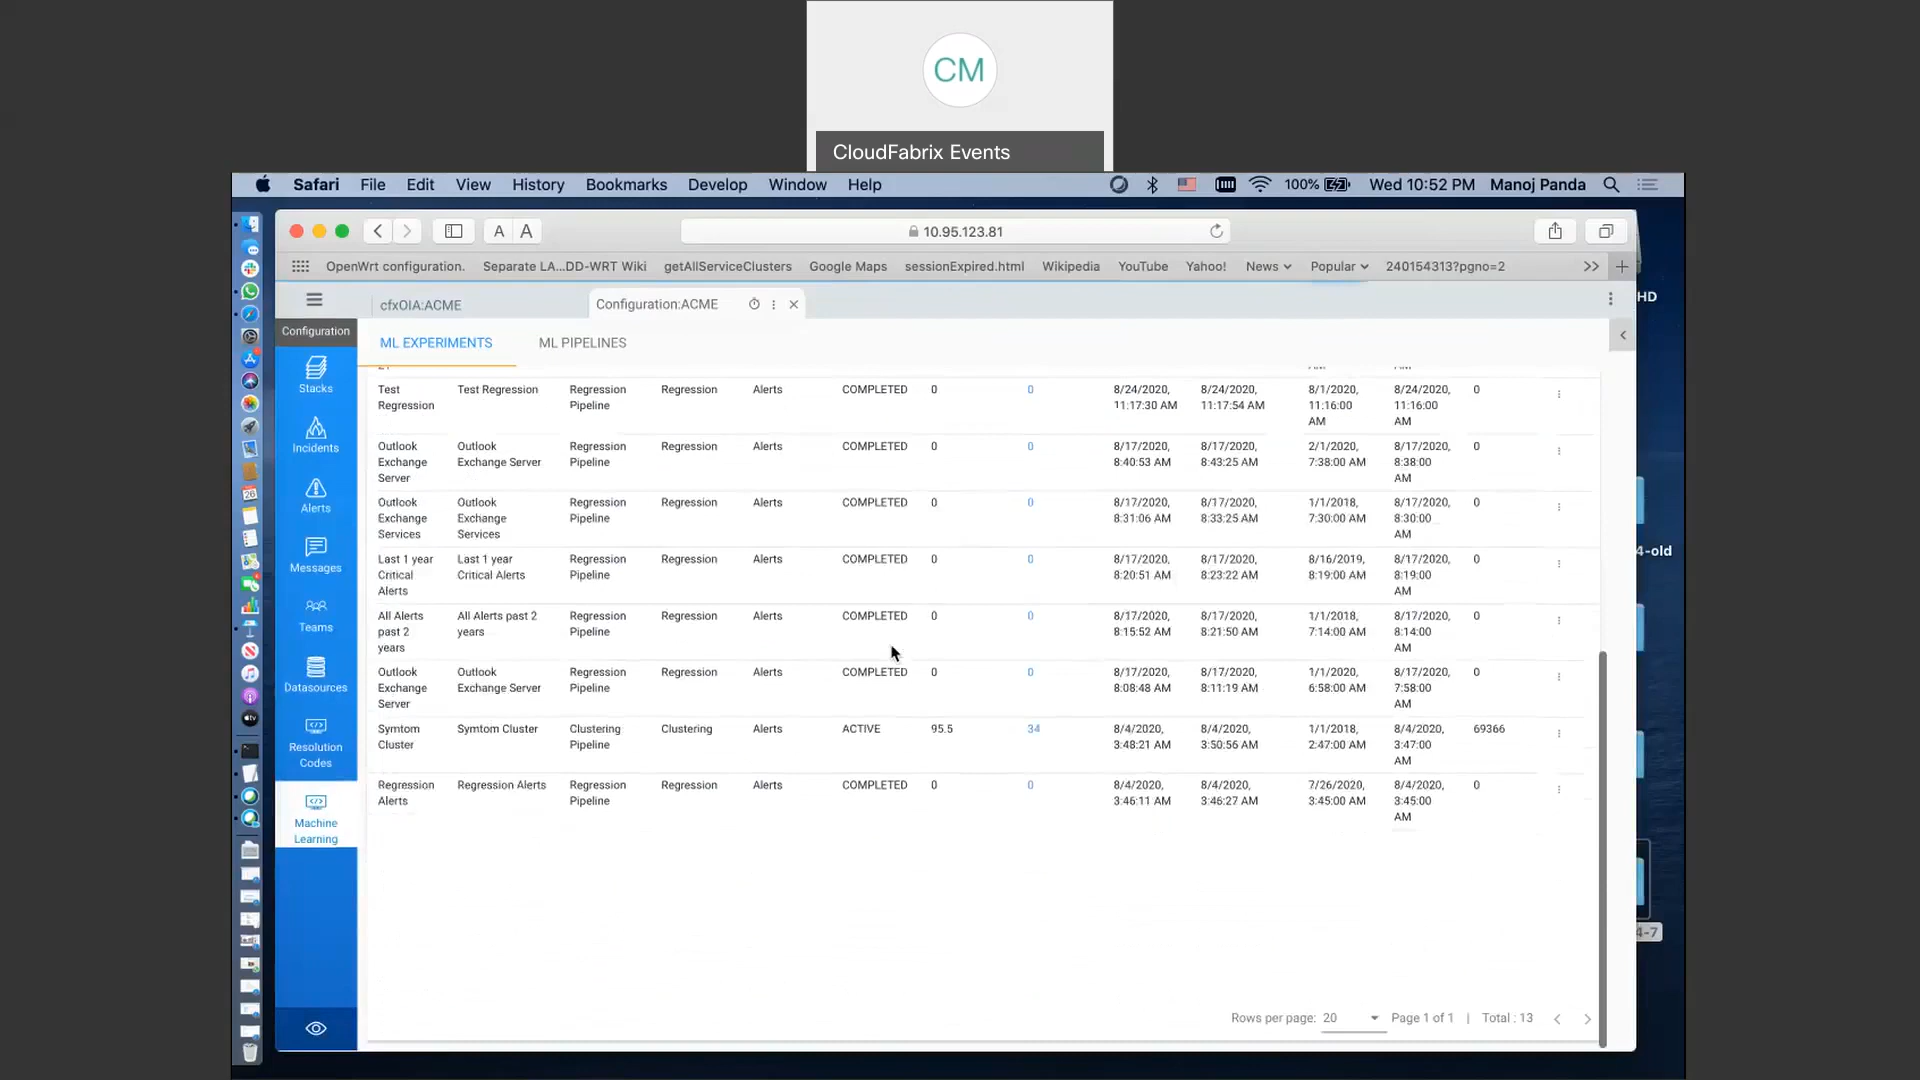 CM
CloudFabrix Events
Safari File Edit View History Bookmarks Develop Window Help 100% Wed 10:52 PM Manoj Panda
A A 10.95.123.81
OpenWrt configuration. Separate LA...DD-WRT Wiki getAllServiceClusters Google Maps sessionExpired.html Wikipedia YouTube Yahoo! News Popular 240154313?pgno=2
HD
cfxOIA:ACME Configuration:ACME
Configuration
ML EXPERIMENTS ML PIPELINES
Stacks
Incidents
Alerts
Messages
Teams
Datasources
Resolution
Codes
Machine
Learning
Test Test Regression Regression Regression Alerts COMPLETED 0 0 8/24/2020, 8/24/2020, 8/1/2020, 8/24/2020, 0
Regression Pipeline 11:17:30 AM 11:17:54 AM 11:16:00 11:16:00
AM AM
Outlook Outlook Regression Regression Alerts COMPLETED 0 0 8/17/2020, 8/17/2020, 2/1/2020, 8/17/2020, 0
Exchange Exchange Server Pipeline 8:40:53 AM 8:43:25 AM 7:38:00 AM 8:38:00
Server AM
Outlook Outlook Regression Regression Alerts COMPLETED 0 0 8/17/2020, 8/17/2020, 1/1/2018, 8/17/2020, 0
Exchange Exchange Pipeline 8:31:06 AM 8:33:25 AM 7:30:00 AM 8:30:00
Services Services AM
Last 1 year Last 1 year Regression Regression Alerts COMPLETED 0 0 8/17/2020, 8/17/2020, 8/16/2019, 8/17/2020, 0
Critical Critical Alerts Pipeline 8:20:51 AM 8:23:22 AM 8:19:00 AM 8:19:00
Alerts AM
4-old
All Alerts All Alerts past 2 Regression Regression Alerts COMPLETED 0 0 8/17/2020, 8/17/2020, 1/1/2018, 8/17/2020, 0
past 2 years Pipeline 8:15:52 AM 8:21:50 AM 7:14:00 AM 8:14:00
years AM
Outlook Outlook Regression Regression Alerts COMPLETED 0 0 8/17/2020, 8/17/2020, 1/1/2020, 8/17/2020, 0
Exchange Exchange Server Pipeline 8:08:48 AM 8:11:19 AM 6:58:00 AM 7:58:00
Server AM
Symtom Symtom Cluster Clustering Clustering Alerts ACTIVE 95.5 34 8/4/2020, 8/4/2020, 1/1/2018, 8/4/2020, 69366
Cluster Pipeline 3:48:21 AM 3:50:56 AM 2:47:00 AM 3:47:00
AM
Regression Regression Alerts Regression Regression Alerts COMPLETED 0 0 8/4/2020, 8/4/2020, 7/26/2020, 8/4/2020, 0
Alerts Pipeline 3:46:11 AM 3:46:27 AM 3:45:00 AM 3:45:00
AM
4-7
Rows per page: 20 Page 1 of 1 | Total : 13